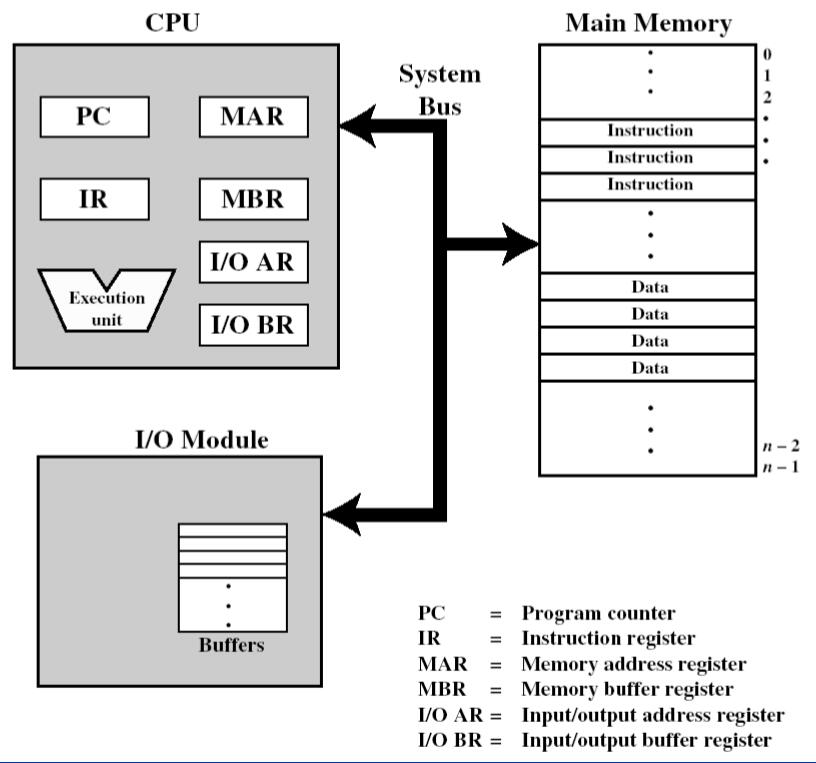 CPU
PC
MAR
IR
MBR
I/O AR
Execution
unit
I/O BR
System
Bus
Main Memory
0
1
2
Instruction
Instruction
Instruction
Data
Data
Data
Data
n – 2
n – 1
I/O Module
Buffers
PC = Program counter
IR = Instruction register
MAR = Memory address register
MBR = Memory buffer register
I/O AR = Input/output address register
I/O BR = Input/output buffer register